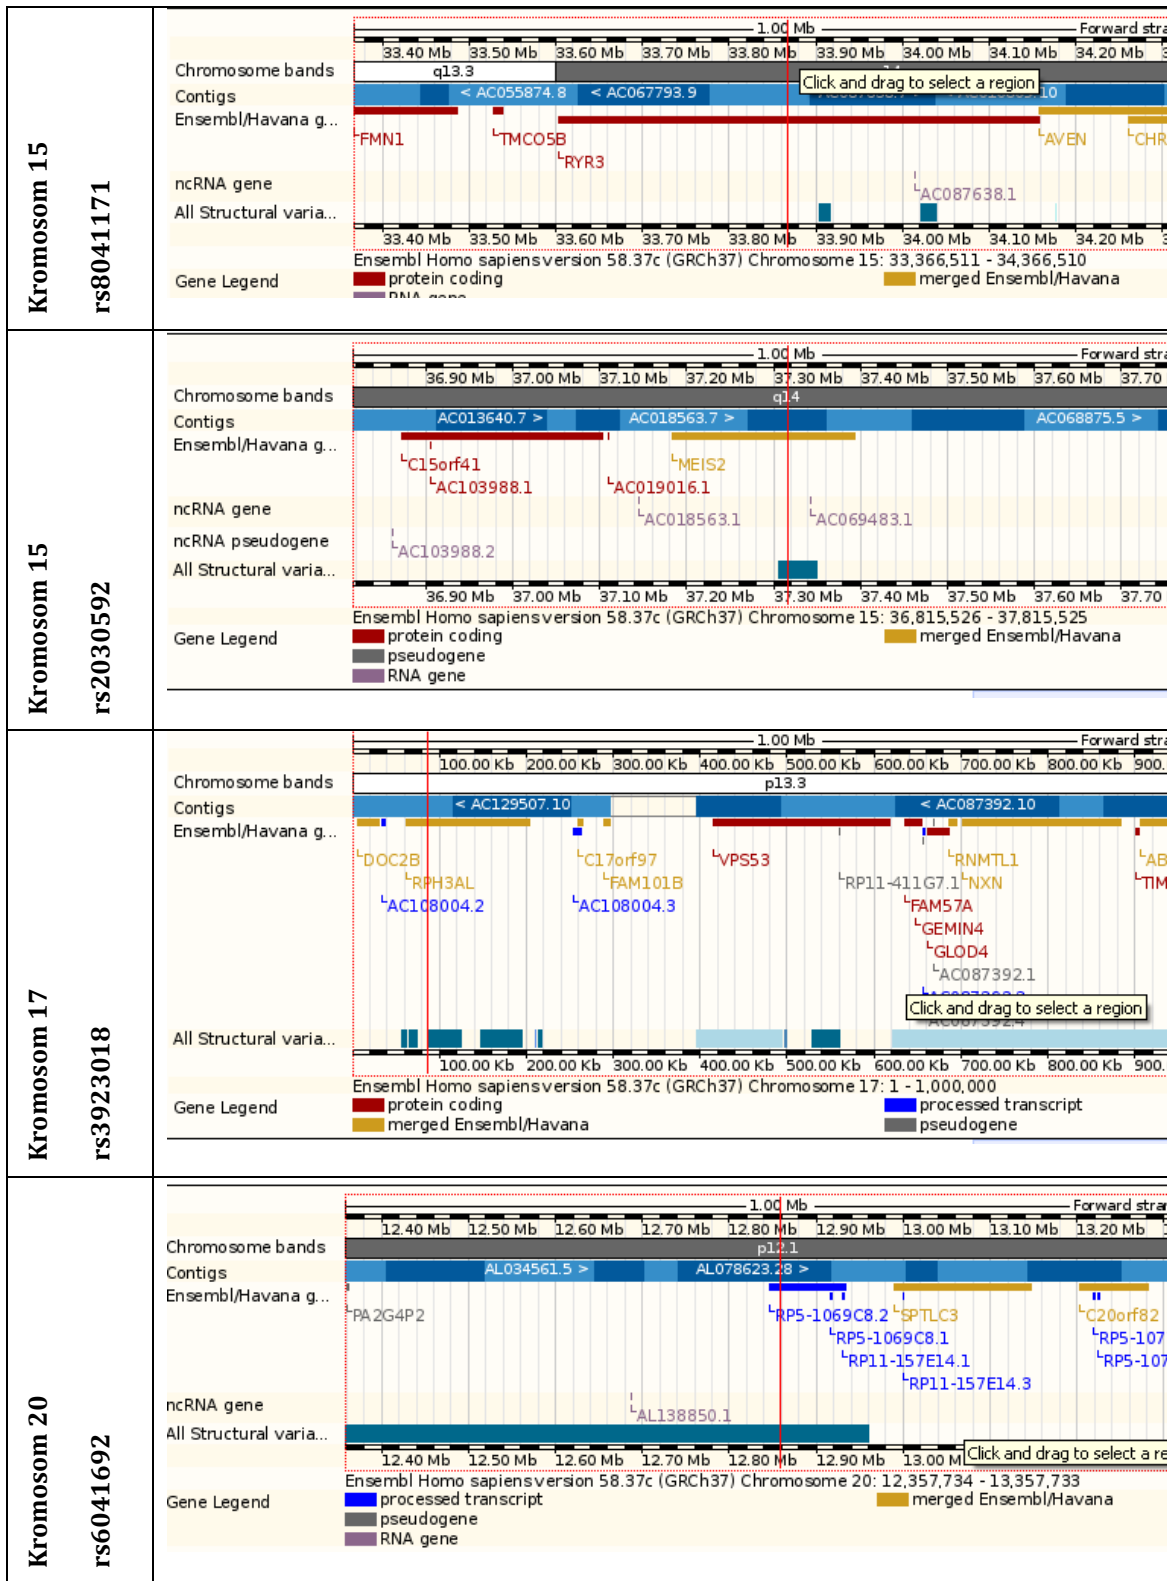 Kromosom 15
rs8041171
1.00 Mb Forward stra
33.40 Mb 33.50 Mb 33.60 Mb 33.70 Mb 33.80 Mb 33.90 Mb 34.00 Mb 34.10 Mb 34.20 Mb
Chromosome bands q13.3
Click and drag to select a region
Contigs < AC055874.8 < AC067793.9
Ensembl/Havana g...
FMN1 TMCO5B AVEN CHR
RYR3
ncRNA gene
AC087638.1
All Structural varia...
33.40 Mb 33.50 Mb 33.60 Mb 33.70 Mb 33.80 Mb 33.90 Mb 34.00 Mb 34.10 Mb 34.20 Mb
Ensembl Homo sapiens version 58.37c (GRCh37) Chromosome 15: 33,366,511 - 34,366,510
Gene Legend protein coding merged Ensembl/Havana
RNA gene
Kromosom 15
rs2030592
1.00 Mb Forward stra
36.90 Mb 37.00 Mb 37.10 Mb 37.20 Mb 37.30 Mb 37.40 Mb 37.50 Mb 37.60 Mb 37.70
Chromosome bands q14
Contigs AC013640.7 > AC018563.7 > AC068875.5 >
Ensembl/Havana g...
C15orf41 MEIS2
AC103988.1 AC019016.1
ncRNA gene
AC018563.1 AC069483.1
ncRNA pseudogene
AC103988.2
All Structural varia...
36.90 Mb 37.00 Mb 37.10 Mb 37.20 Mb 37.30 Mb 37.40 Mb 37.50 Mb 37.60 Mb 37.70
Ensembl Homo sapiens version 58.37c (GRCh37) Chromosome 15: 36,815,526 - 37,815,525
Gene Legend protein coding merged Ensembl/Havana
pseudogene
RNA gene
Kromosom 17
rs3923018
1.00 Mb Forward stra
100.00 Kb 200.00 Kb 300.00 Kb 400.00 Kb 500.00 Kb 600.00 Kb 700.00 Kb 800.00 Kb 900.
Chromosome bands p13.3
Contigs < AC129507.10 < AC087392.10
Ensembl/Havana g...
DOC2B C17orf97 VPS53 RNMTL1 AB
RPH3AL FAM101B RP11-411G7.1 NXN TIM
AC108004.2 AC108004.3 FAM57A
GEMIN4
GLOD4
AC087392.1
Click and drag to select a region
All Structural varia...
100.00 Kb 200.00 Kb 300.00 Kb 400.00 Kb 500.00 Kb 600.00 Kb 700.00 Kb 800.00 Kb 900.
Ensembl Homo sapiens version 58.37c (GRCh37) Chromosome 17: 1 - 1,000,000
Gene Legend protein coding processed transcript
merged Ensembl/Havana pseudogene
Kromosom 20
rs6041692
1.00 Mb Forward strar
12.40 Mb 12.50 Mb 12.60 Mb 12.70 Mb 12.80 Mb 12.90 Mb 13.00 Mb 13.10 Mb 13.20 Mb
Chromosome bands p12.1
Contigs AL034561.5 > AL078623.28 >
Ensembl/Havana g...
PA2G4P2 RP5-1069C8.2 SPTLC3 C20orf82
RP5-1069C8.1 RP5-107
RP11-157E14.1 RP5-107
RP11-157E14.3
ncRNA gene
AL138850.1
All Structural varia...
Click and drag to select a re
12.40 Mb 12.50 Mb 12.60 Mb 12.70 Mb 12.80 Mb 12.90 Mb 13.00 M
Ensembl Homo sapiens version 58.37c (GRCh37) Chromosome 20: 12,357,734 - 13,357,733
Gene Legend processed transcript merged Ensembl/Havana
pseudogene
RNA gene